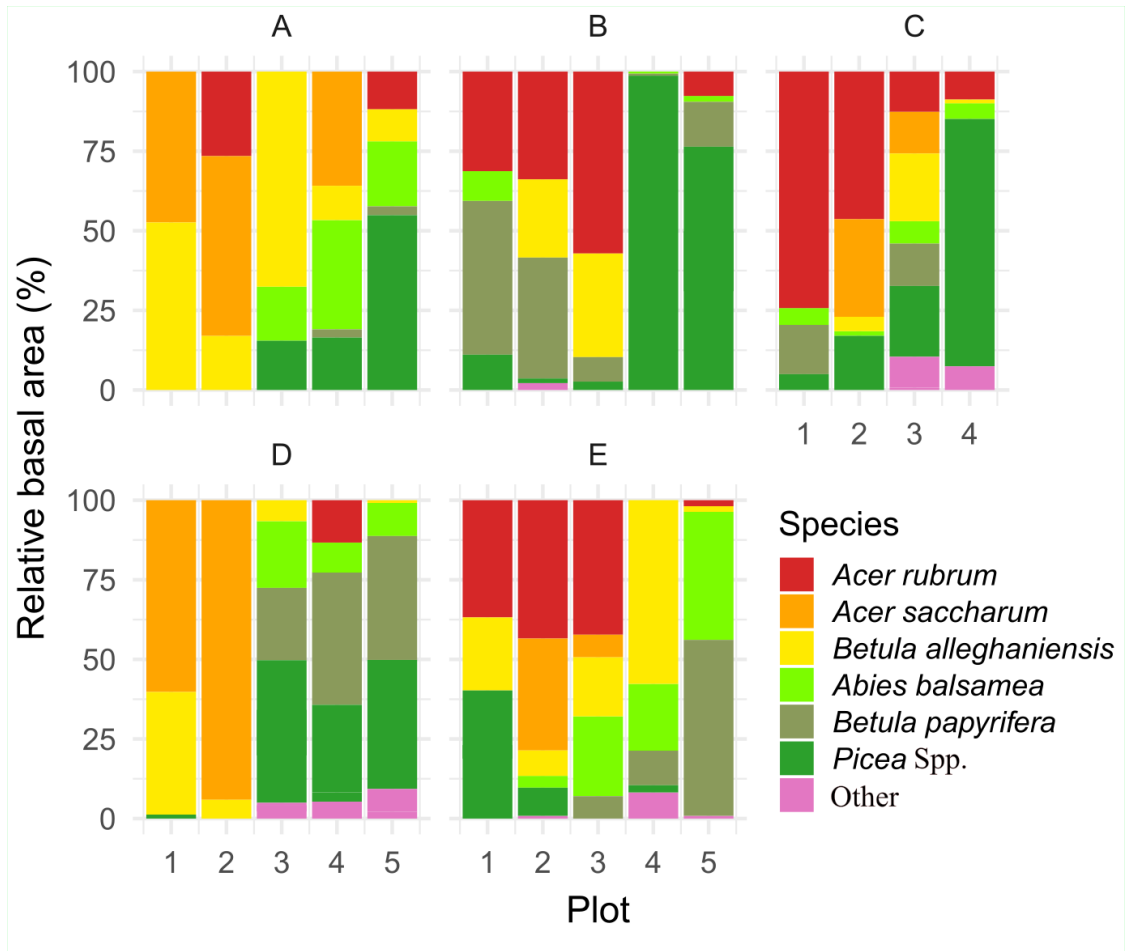 A
B
C
100
75
50
25
0
1 2 3 4
Relative basal area (%)
D
E
100
75
50
25
0
1 2 3 4 5
1 2 3 4 5
Plot
Species
Acer rubrum
Acer saccharum
Betula alleghaniensis
Abies balsamea
Betula papyrifera
Picea Spp.
Other